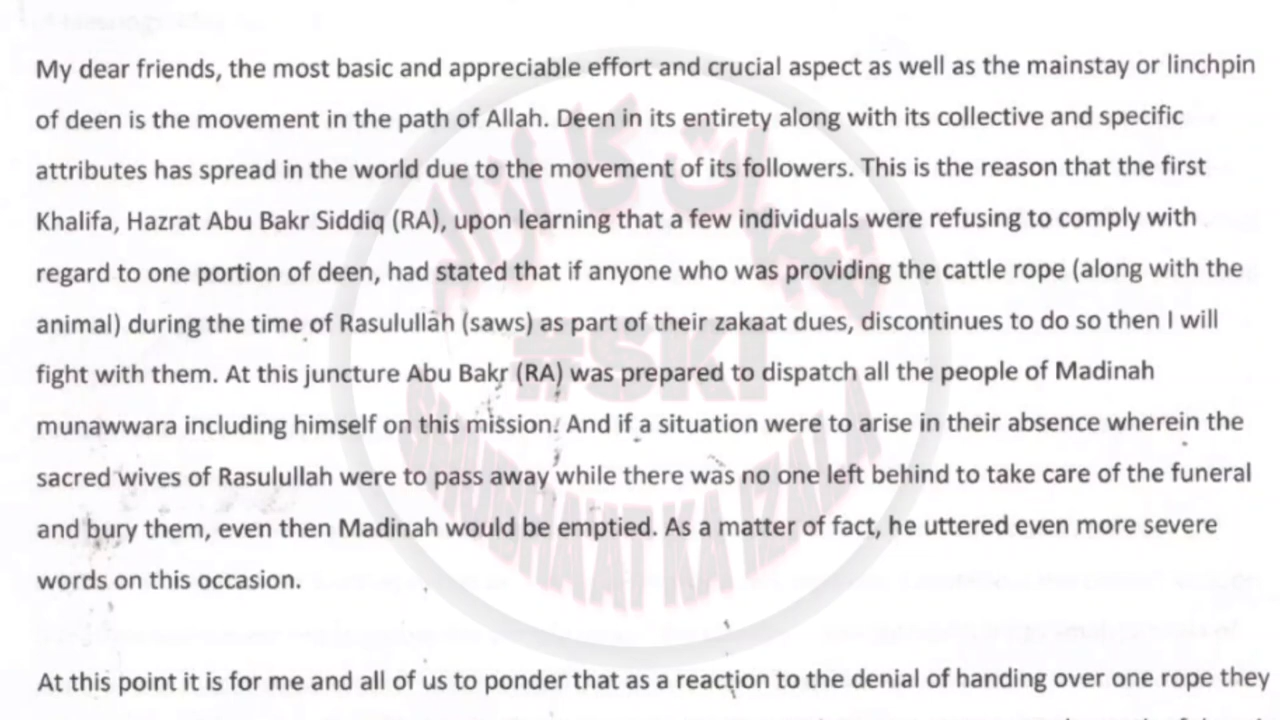 My dear friends, the most basic and appreciable effort and crucial aspect as well as the mainstay or linchpin
of deen is the movement in the path of Allah. Deen in its entirety along with its collective and specific
attributes has spread in the world due to the movement of its followers. This is the reason that the first
Khalifa, Hazrat Abu Bakr Siddiq (RA), upon learning that a few individuals were refusing to comply with
regard to one portion of deen, had stated that if anyone who was providing the cattle rope (along with the
animal) during the time of Rasulullah (saws) as part of their zakaat dues, discontinues to do so then I will
fight with them. At this juncture Abu Bakr (RA) was prepared to dispatch all the people of Madinah
munawwara including himself on this mission. And if a situation were to arise in their absence wherein the
sacred wives of Rasulullah were to pass away while there was no one left behind to take care of the funeral
and bury them, even then Madinah would be emptied. As a matter of fact, he uttered even more severe
words on this occasion.
At this point it is for me and all of us to ponder that as a reaction to the denial of handing over one rope they
شبہات کا ازالہ
#SKI
SHUBHAAT KA IZALA